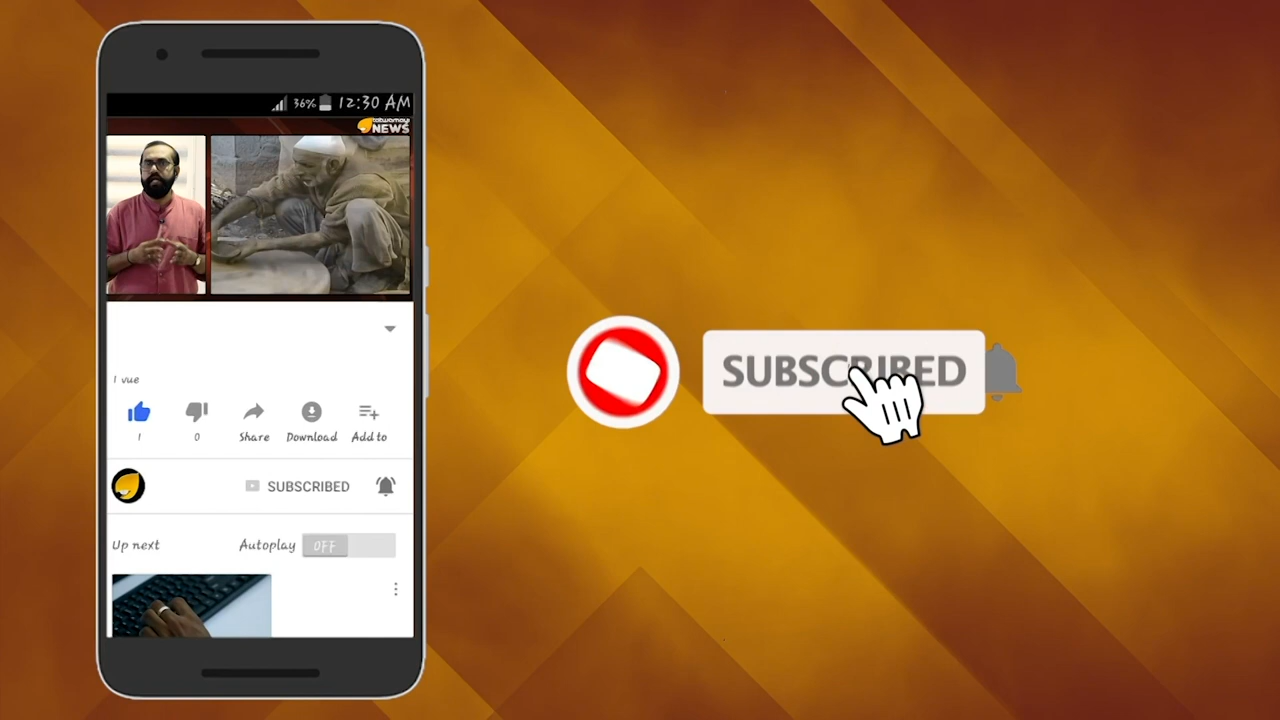 36% 12:30 AM
tatwamayi
NEWS
1 vue
1 0 Share Download Add to
SUBSCRIBED
Up next Autoplay OFF
SUBSCRIBED